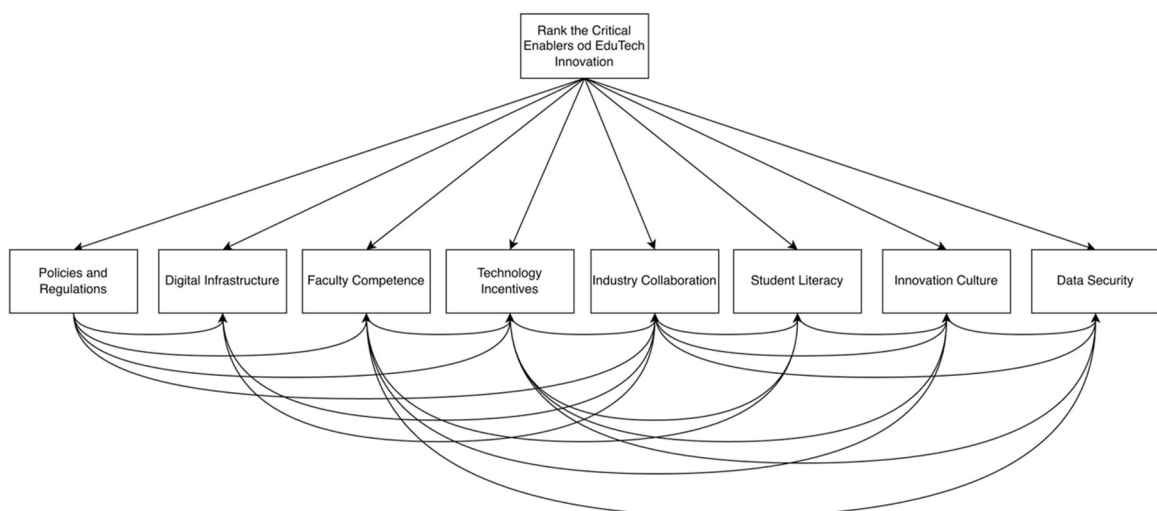 Rank the Critical
Enablers od EduTech
Innovation
Policies and
Regulations
Digital Infrastructure
Faculty Competence
Technology
Incentives
Industry Collaboration
Student Literacy
Innovation Culture
Data Security